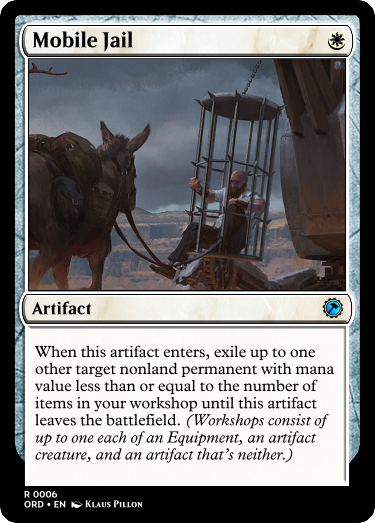 Mobile Jail
Artifact
When this artifact enters, exile up to one
other target nonland permanent with mana
value less than or equal to the number of
items in your workshop until this artifact
leaves the battlefield. (Workshops consist of
up to one each of an Equipment, an artifact
creature, and an artifact that's neither.)
R 0006
ORD • EN KLAUS PILLON